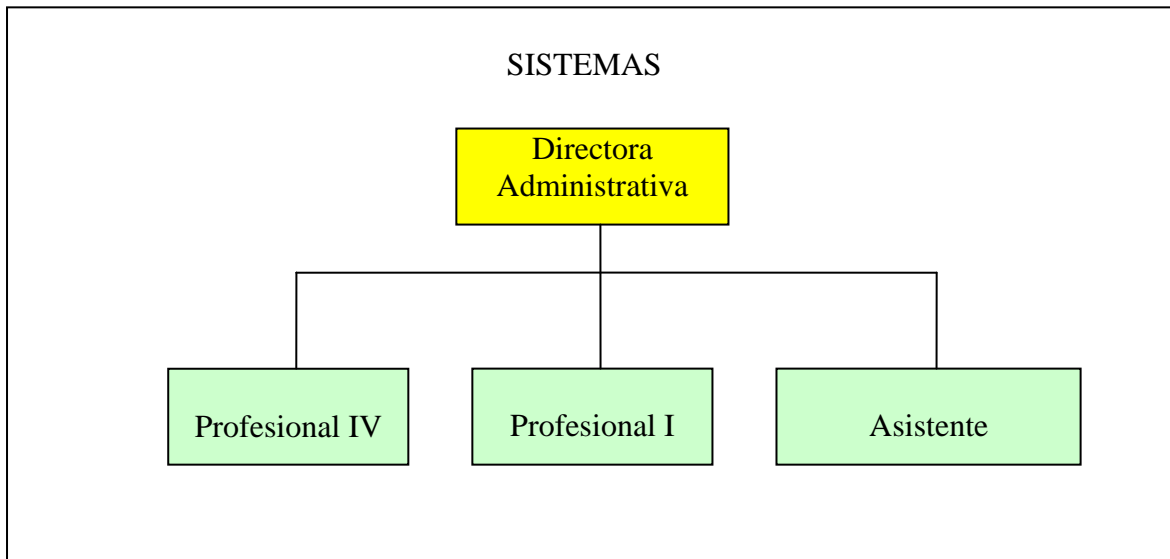 SISTEMAS
Directora
Administrativa
Profesional IV
Profesional I
Asistente